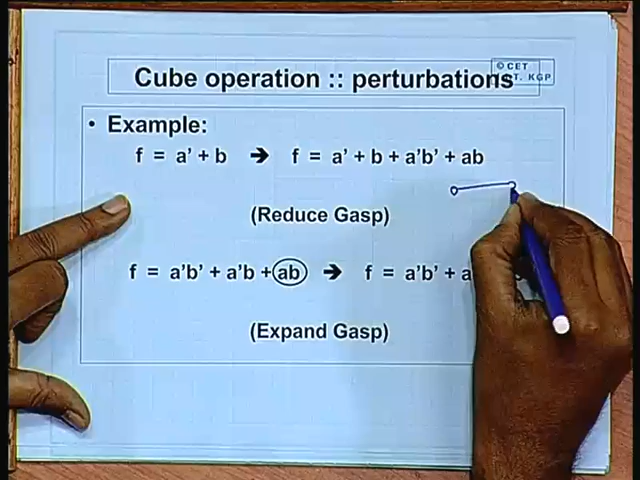 © CET
Cube operation :: perturbations
T. KGP
• Example:
f = a' + b ➔ f = a' + b + a'b' + ab
(Reduce Gasp)
f = a'b' + a'b + ab ➔ f = a'b' + a
(Expand Gasp)